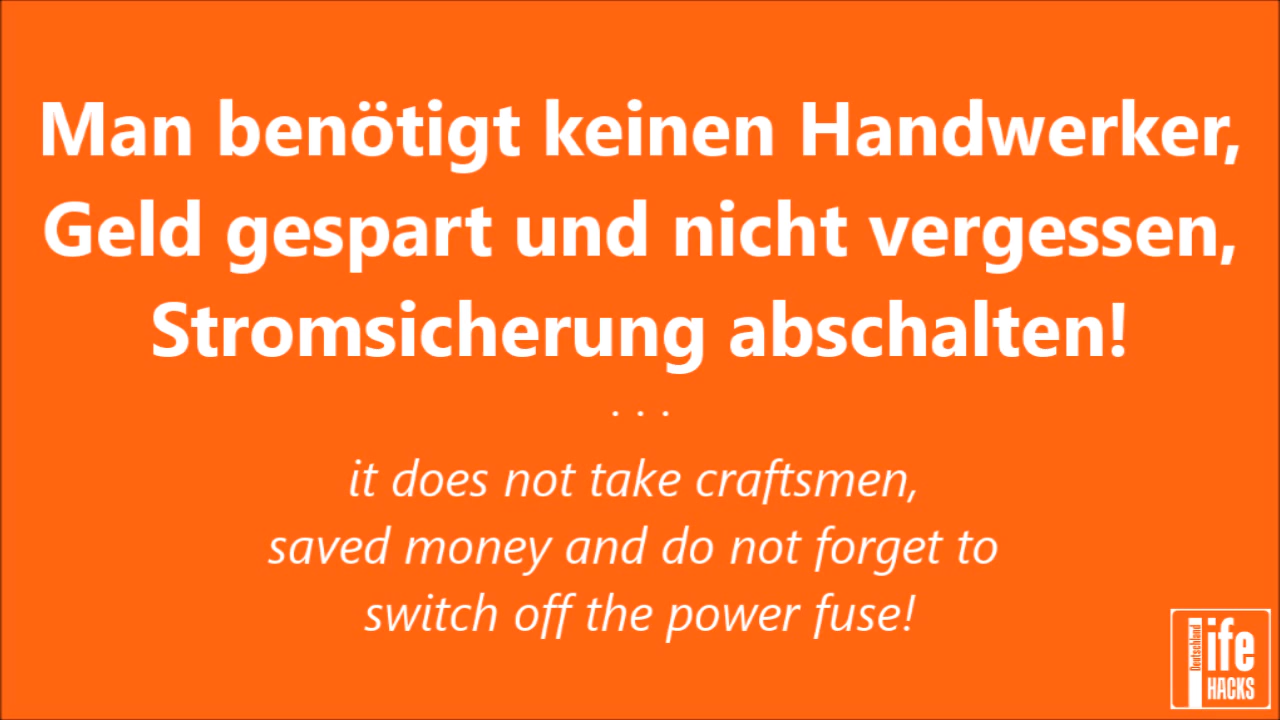 Man benötigt keinen Handwerker,
Geld gespart und nicht vergessen,
Stromsicherung abschalten!
. . .
it does not take craftsmen,
saved money and do not forget to
switch off the power fuse!
Deutschland
life
HACKS